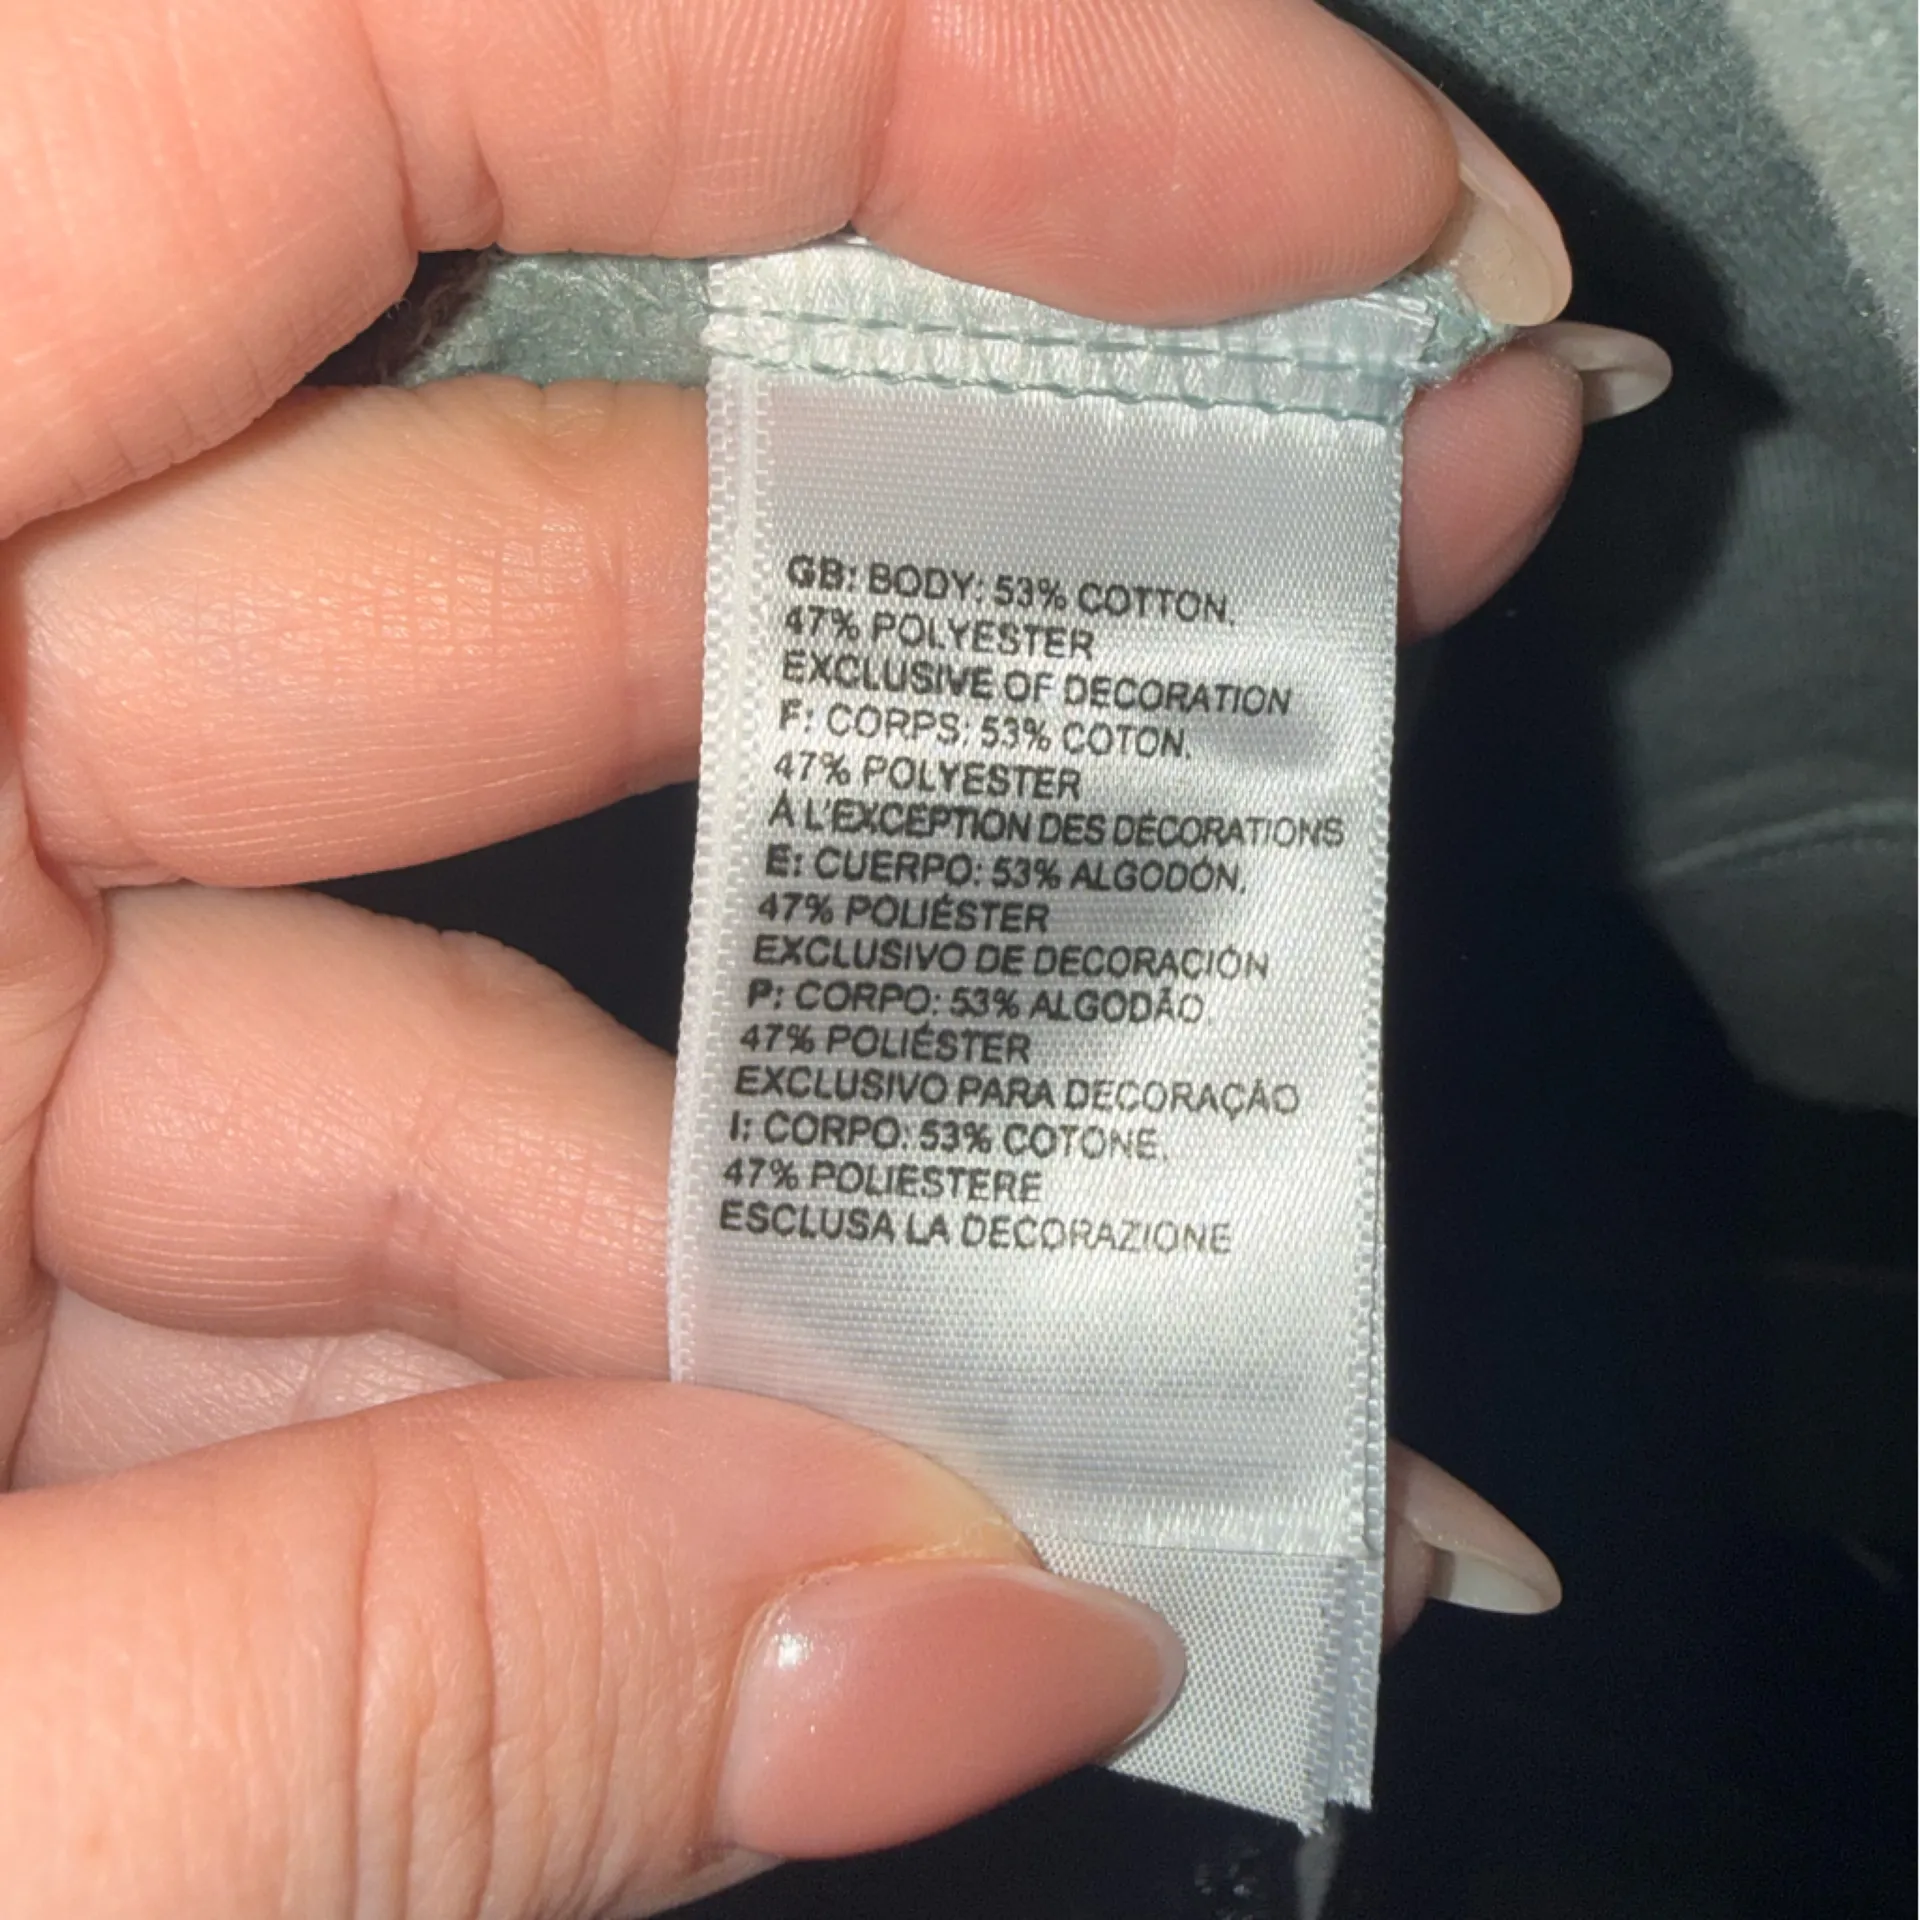 GB: BODY: 53% COTTON,
47% POLYESTER
EXCLUSIVE OF DECORATION
F: CORPS: 53% COTON,
47% POLYESTER
A L'EXCEPTION DES DÉCORATIONS
E: CUERPO: 53% ALGODÓN,
47% POLIÉSTER
EXCLUSIVO DE DECORACIÓN
P: CORPO: 53% ALGODÃO,
47% POLIÉSTER
EXCLUSIVO PARA DECORAÇÃO
I: CORPO: 53% COTONE,
47% POLIESTERE
ESCLUSA LA DECORAZIONE